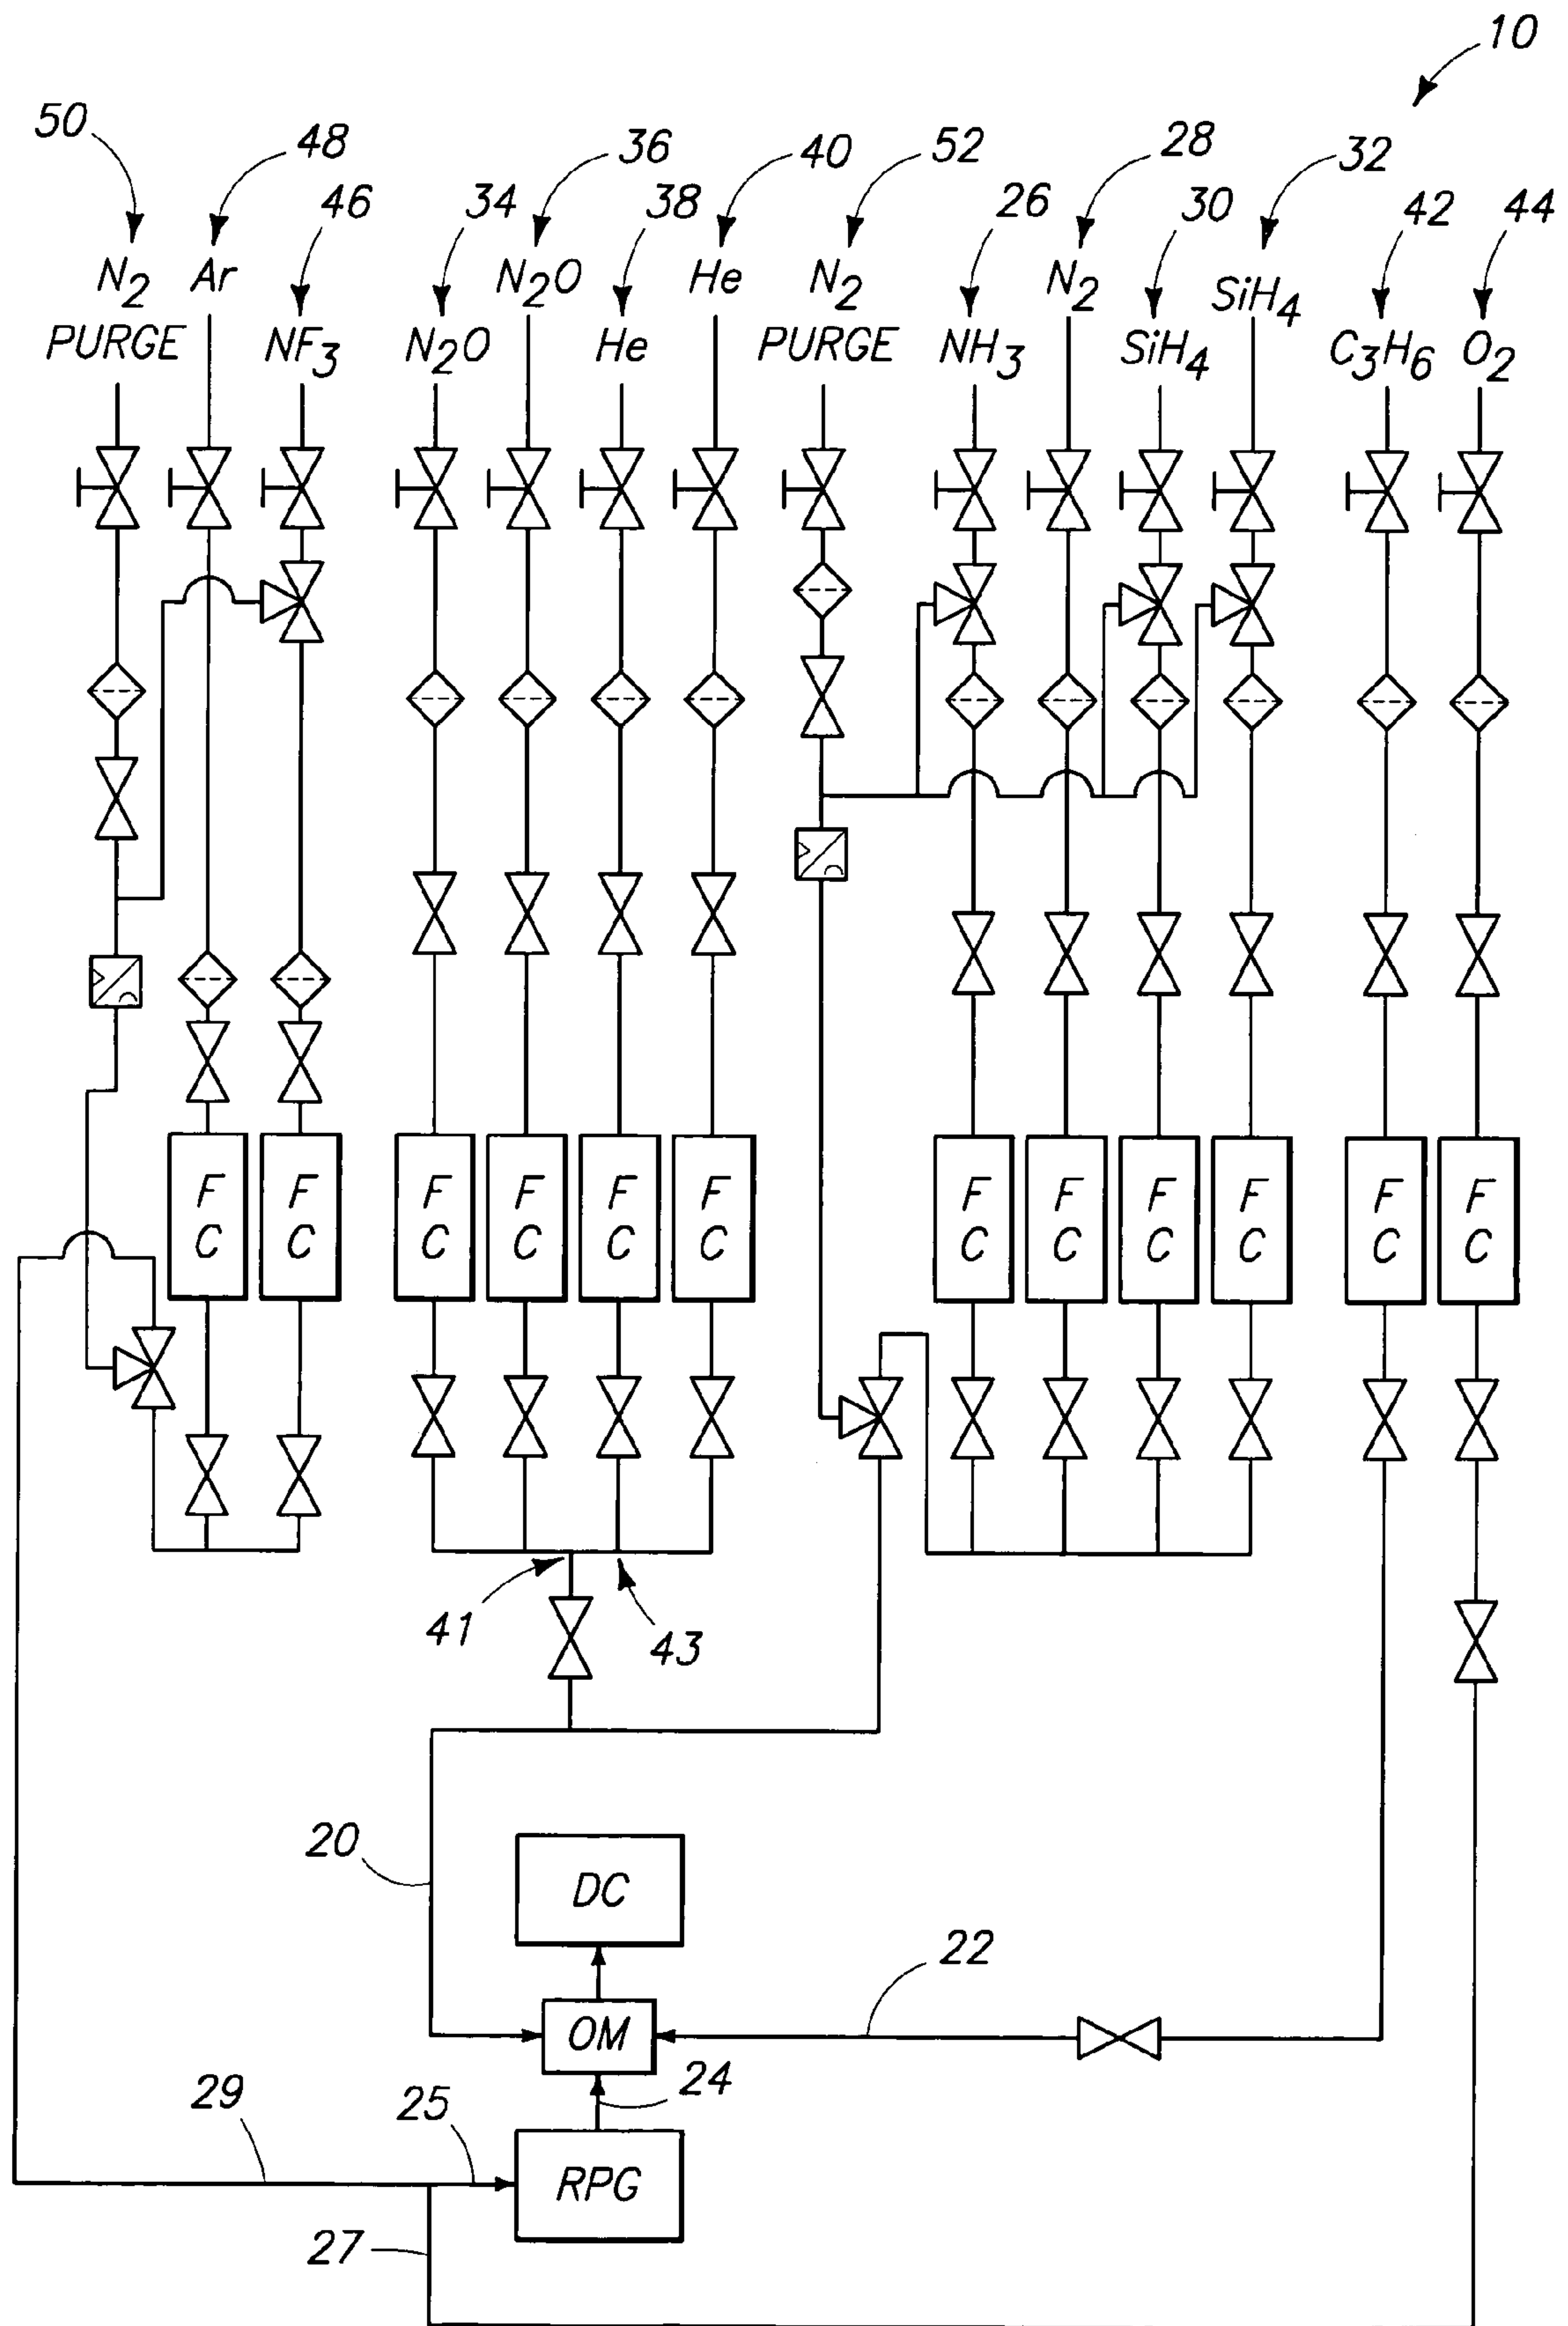 10
50
48
36
40
52
28
32
46
34
38
26
30
42
44
N2
Ar
N2O
He
N2
N2
SiH4
PURGE
NF3
N2O
He
PURGE
NH3
SiH4
C3H6
O2
F
C
F
C
F
C
F
C
F
C
F
C
F
C
F
C
F
C
F
C
F
C
F
C
41
43
20
DC
22
OM
24
29
25
RPG
27